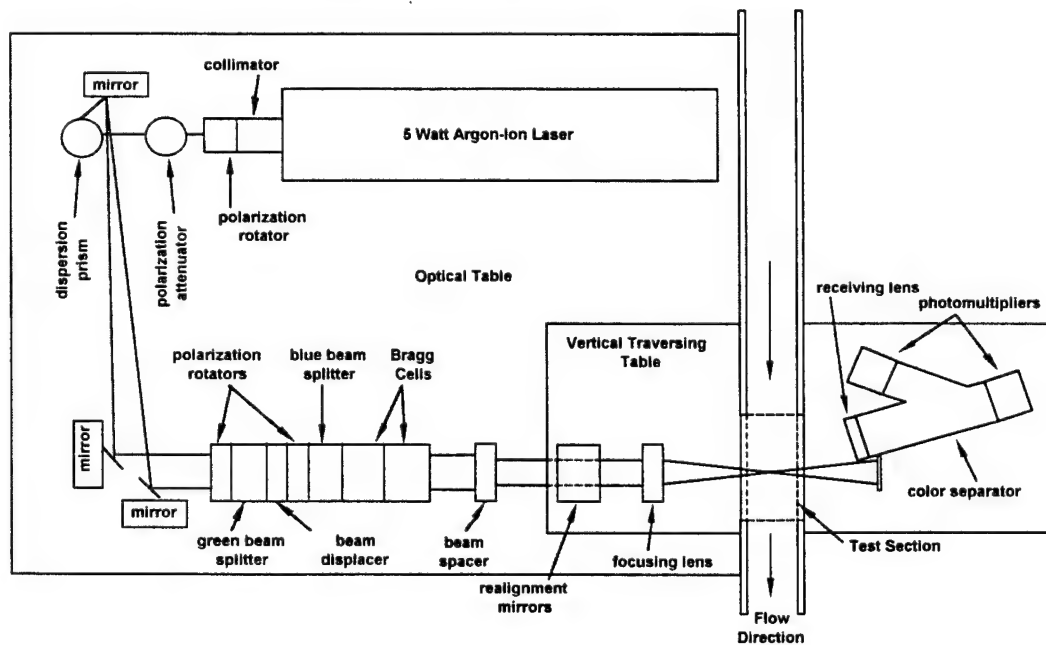 collimator
mirror
5 Watt Argon-Ion Laser
polarization
rotator
dispersion
prism
polarization
attenuator
Optical Table
receiving lens
photomultipliers
Vertical Traversing
Table
polarization
rotators
blue beam
splitter
Bragg
Cells
mirror
mirror
color separator
green beam
splitter
beam
displacer
beam
spacer
focusing lens
Test Section
realignment
mirrors
Flow
Direction